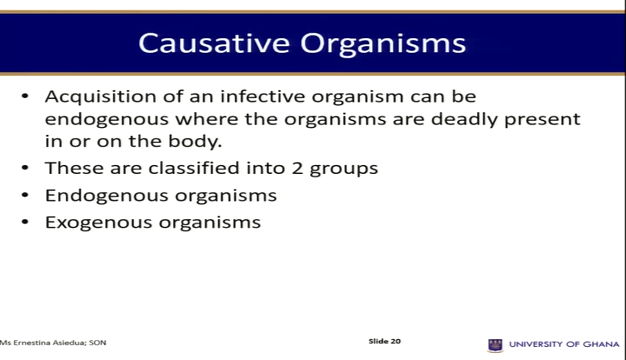 Causative Organisms
• Acquisition of an infective organism can be
endogenous where the organisms are deadly present
in or on the body.
• These are classified into 2 groups
• Endogenous organisms
• Exogenous organisms
Ms Ernestina Asiedua; SON
Slide 20
UNIVERSITY OF GHANA